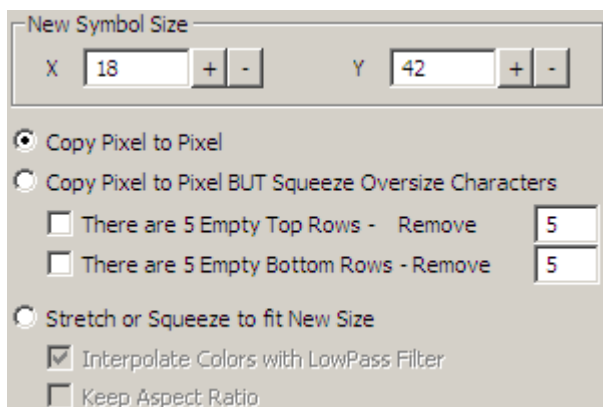 New Symbol Size
X 18 + - Y 42 + -
Copy Pixel to Pixel
Copy Pixel to Pixel BUT Squeeze Oversize Characters
There are 5 Empty Top Rows - Remove 5
There are 5 Empty Bottom Rows - Remove 5
Stretch or Squeeze to fit New Size
Interpolate Colors with LowPass Filter
Keep Aspect Ratio